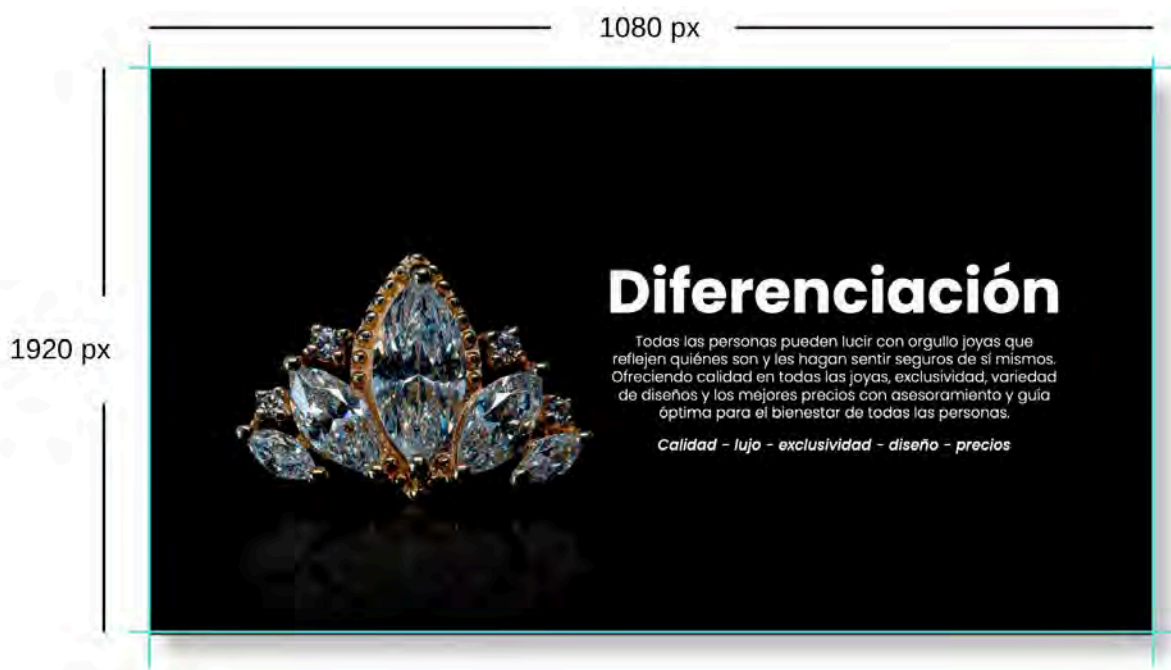 1080 px
1920 px
Diferenciación
Todas las personas pueden lucir con orgullo joyas que
reflejen quiénes son y les hagan sentir seguros de sí mismos.
Ofreciendo calidad en todas las joyas, exclusividad, variedad
de diseños y los mejores precios con asesoramiento y guía
óptima para el bienestar de todas las personas.
Calidad - lujo - exclusividad - diseño - precios